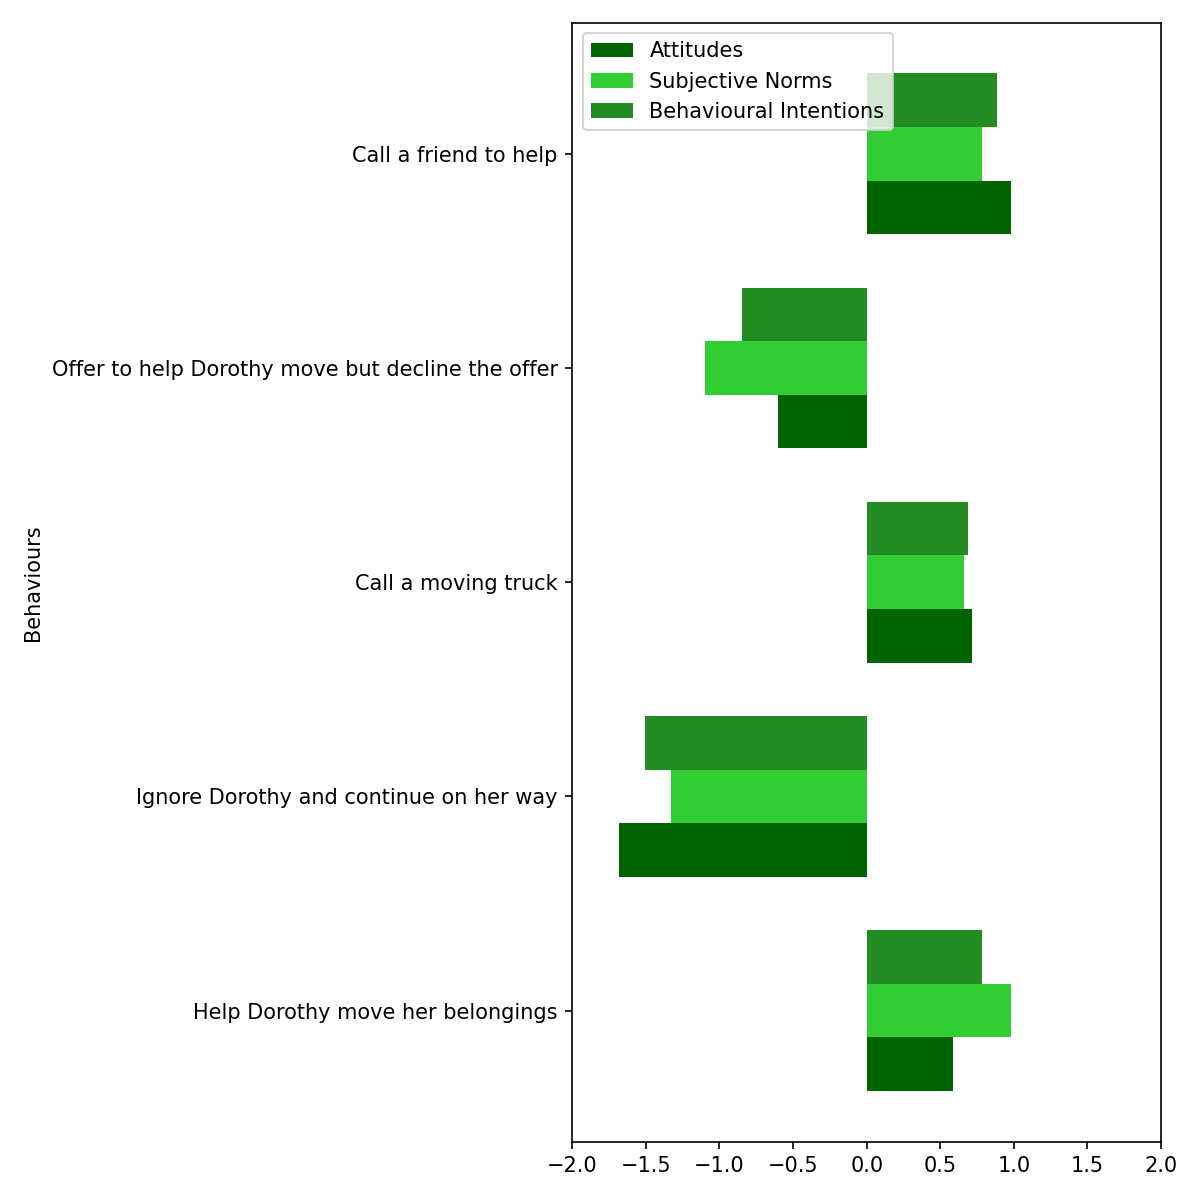 Attitudes
Subjective Norms
Behavioural Intentions
Call a friend to help
Offer to help Dorothy move but decline the offer
Call a moving truck
Ignore Dorothy and continue on her way
Help Dorothy move her belongings
Behaviours
−2.0 −1.5 −1.0 −0.5 0.0 0.5 1.0 1.5 2.0